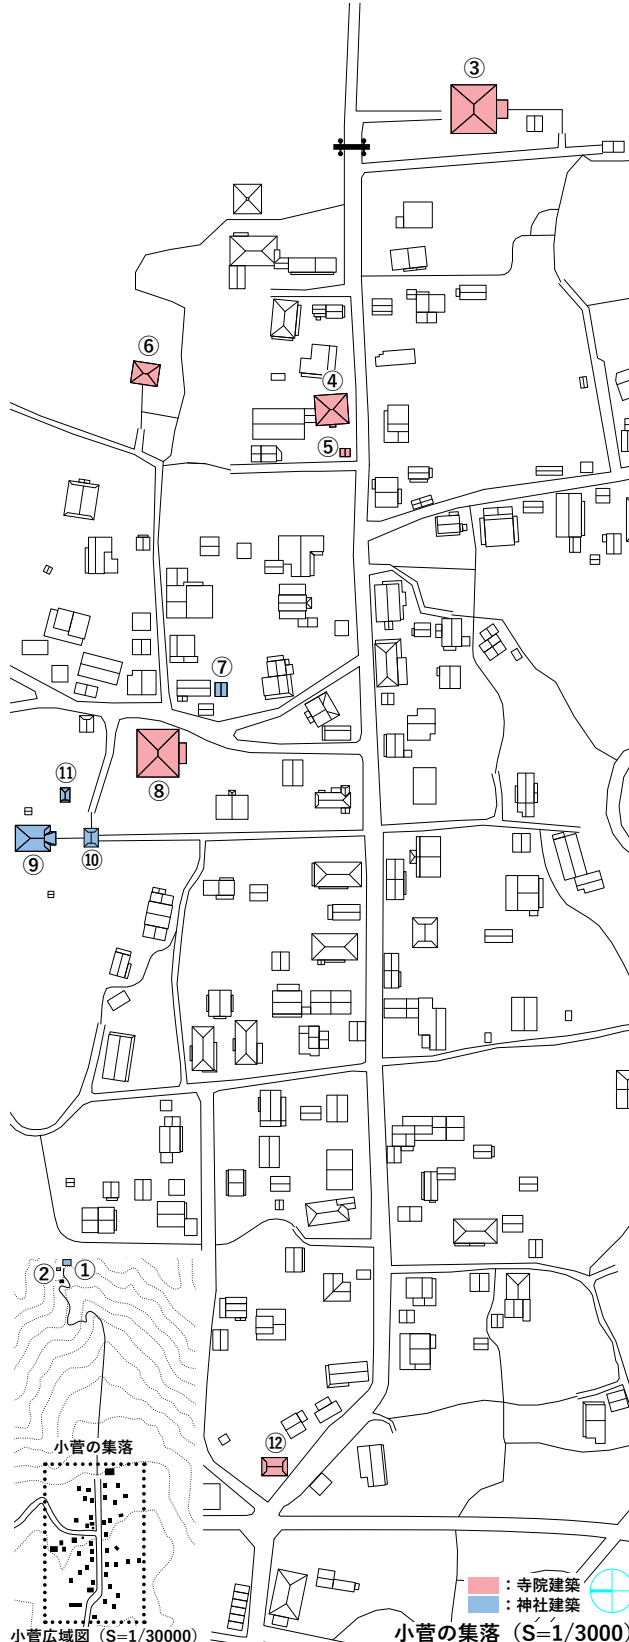 ③
⑥
④
⑤
⑦
⑧
⑪
⑨
⑩
② ①
小菅の集落
⑫
：寺院建築
：神社建築
小菅広域図（S=1/30000）
小菅の集落（S=1/3000）